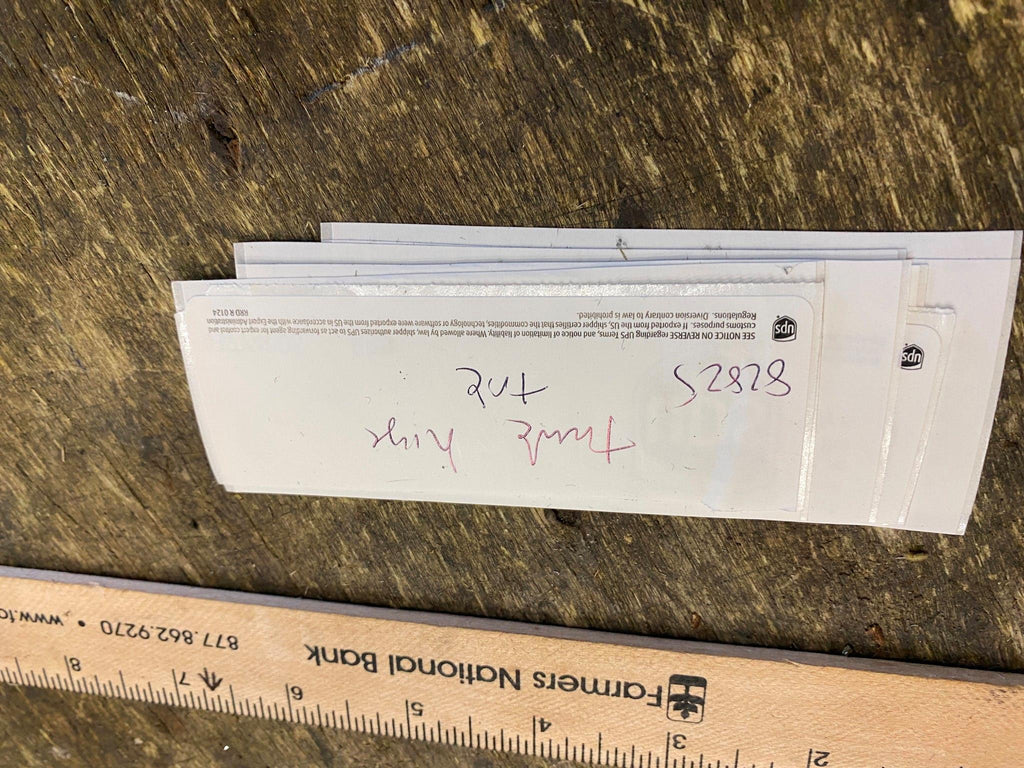 ups
SEE NOTICE ON REVERSE regarding UPS Terms, and notice of limitation of liability. Where allowed by law, shipper authorizes UPS to act as forwarding agent for export control and
customs purposes. If exported from the US, shipper certifies that the commodities, technology or software were exported from the US in accordance with the Export Administration
Regulations. Diversion contrary to law is prohibited.
RRD R 0124
82825
ups
Farmers National Bank
877.862.9270 •
2 3 4 5 6 7 8